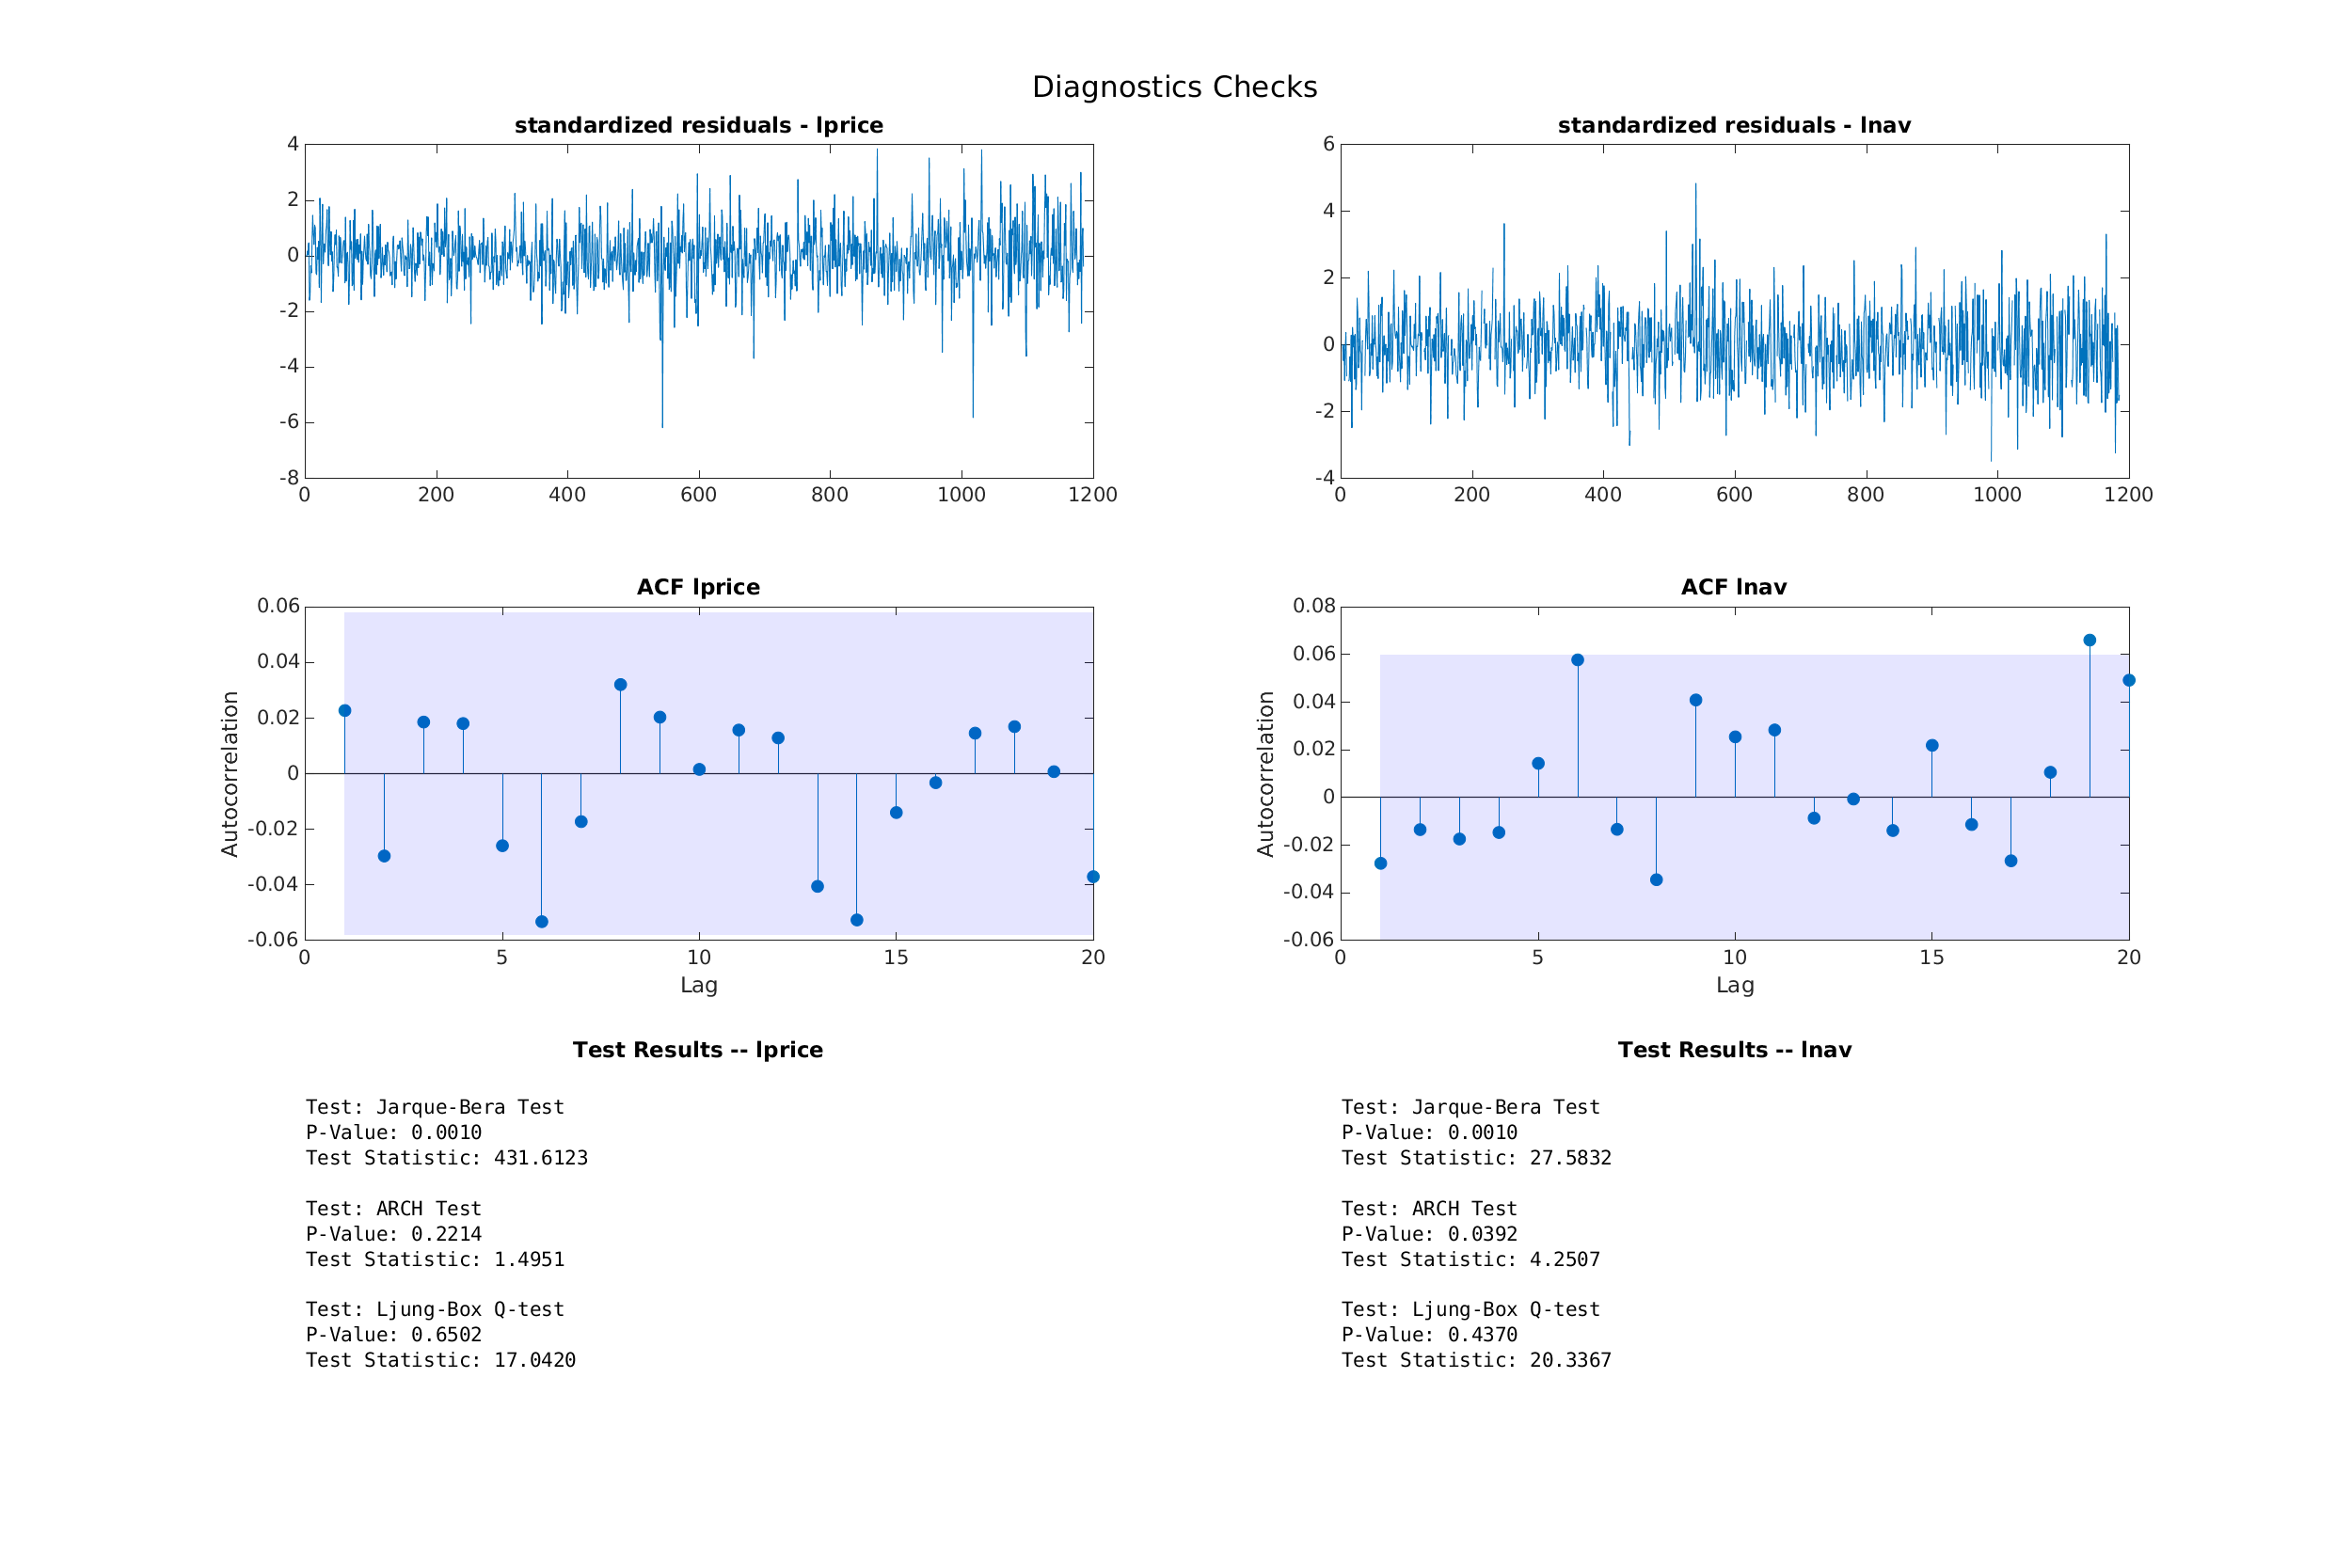 Diagnostics Checks
standardized residuals - lprice
4
2
0
-2
-4
-6
-8
0 200 400 600 800 1000 1200
standardized residuals - lnav
6
4
2
0
-2
-4
0 200 400 600 800 1000 1200
ACF lprice
Autocorrelation
0.06
0.04
0.02
0
-0.02
-0.04
-0.06
0 5 10 15 20
Lag
ACF lnav
Autocorrelation
0.08
0.06
0.04
0.02
0
-0.02
-0.04
-0.06
0 5 10 15 20
Lag
Test Results -- lprice
Test: Jarque-Bera Test
P-Value: 0.0010
Test Statistic: 431.6123
Test: ARCH Test
P-Value: 0.2214
Test Statistic: 1.4951
Test: Ljung-Box Q-test
P-Value: 0.6502
Test Statistic: 17.0420
Test Results -- lnav
Test: Jarque-Bera Test
P-Value: 0.0010
Test Statistic: 27.5832
Test: ARCH Test
P-Value: 0.0392
Test Statistic: 4.2507
Test: Ljung-Box Q-test
P-Value: 0.4370
Test Statistic: 20.3367